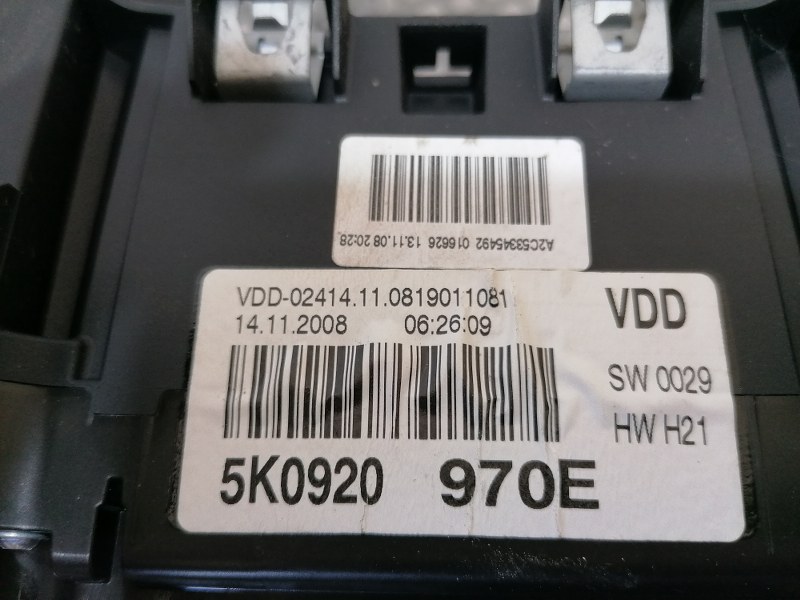 A2C53345492 016626 13.11.08 20:28
VDD-02414.11.0819011081
14.11.2008 06:26:09
VDD
SW 0029
HW H21
5K0920 970E